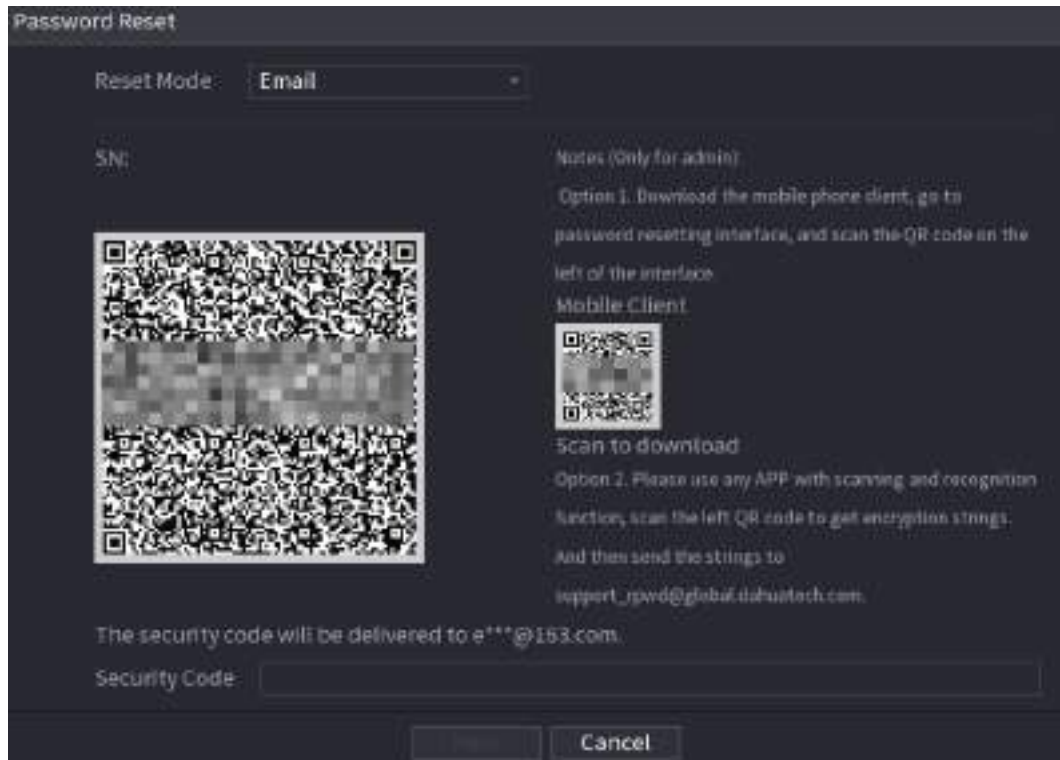 Password Reset
Reset Mode
Email
SN:
Notes (Only for admin)
Option 1. Download the mobile phone client, go to
password resetting interface, and scan the QR code on the
left of the interface.
Mobile Client
Scan to download
Option 2. Please use any APP with scanning and recognition
function, scan the left QR code to get encryption strings.
And then send the strings to
support_rpwd@global.dahuatech.com.
The security code will be delivered to e***@163.com.
Security Code
Cancel